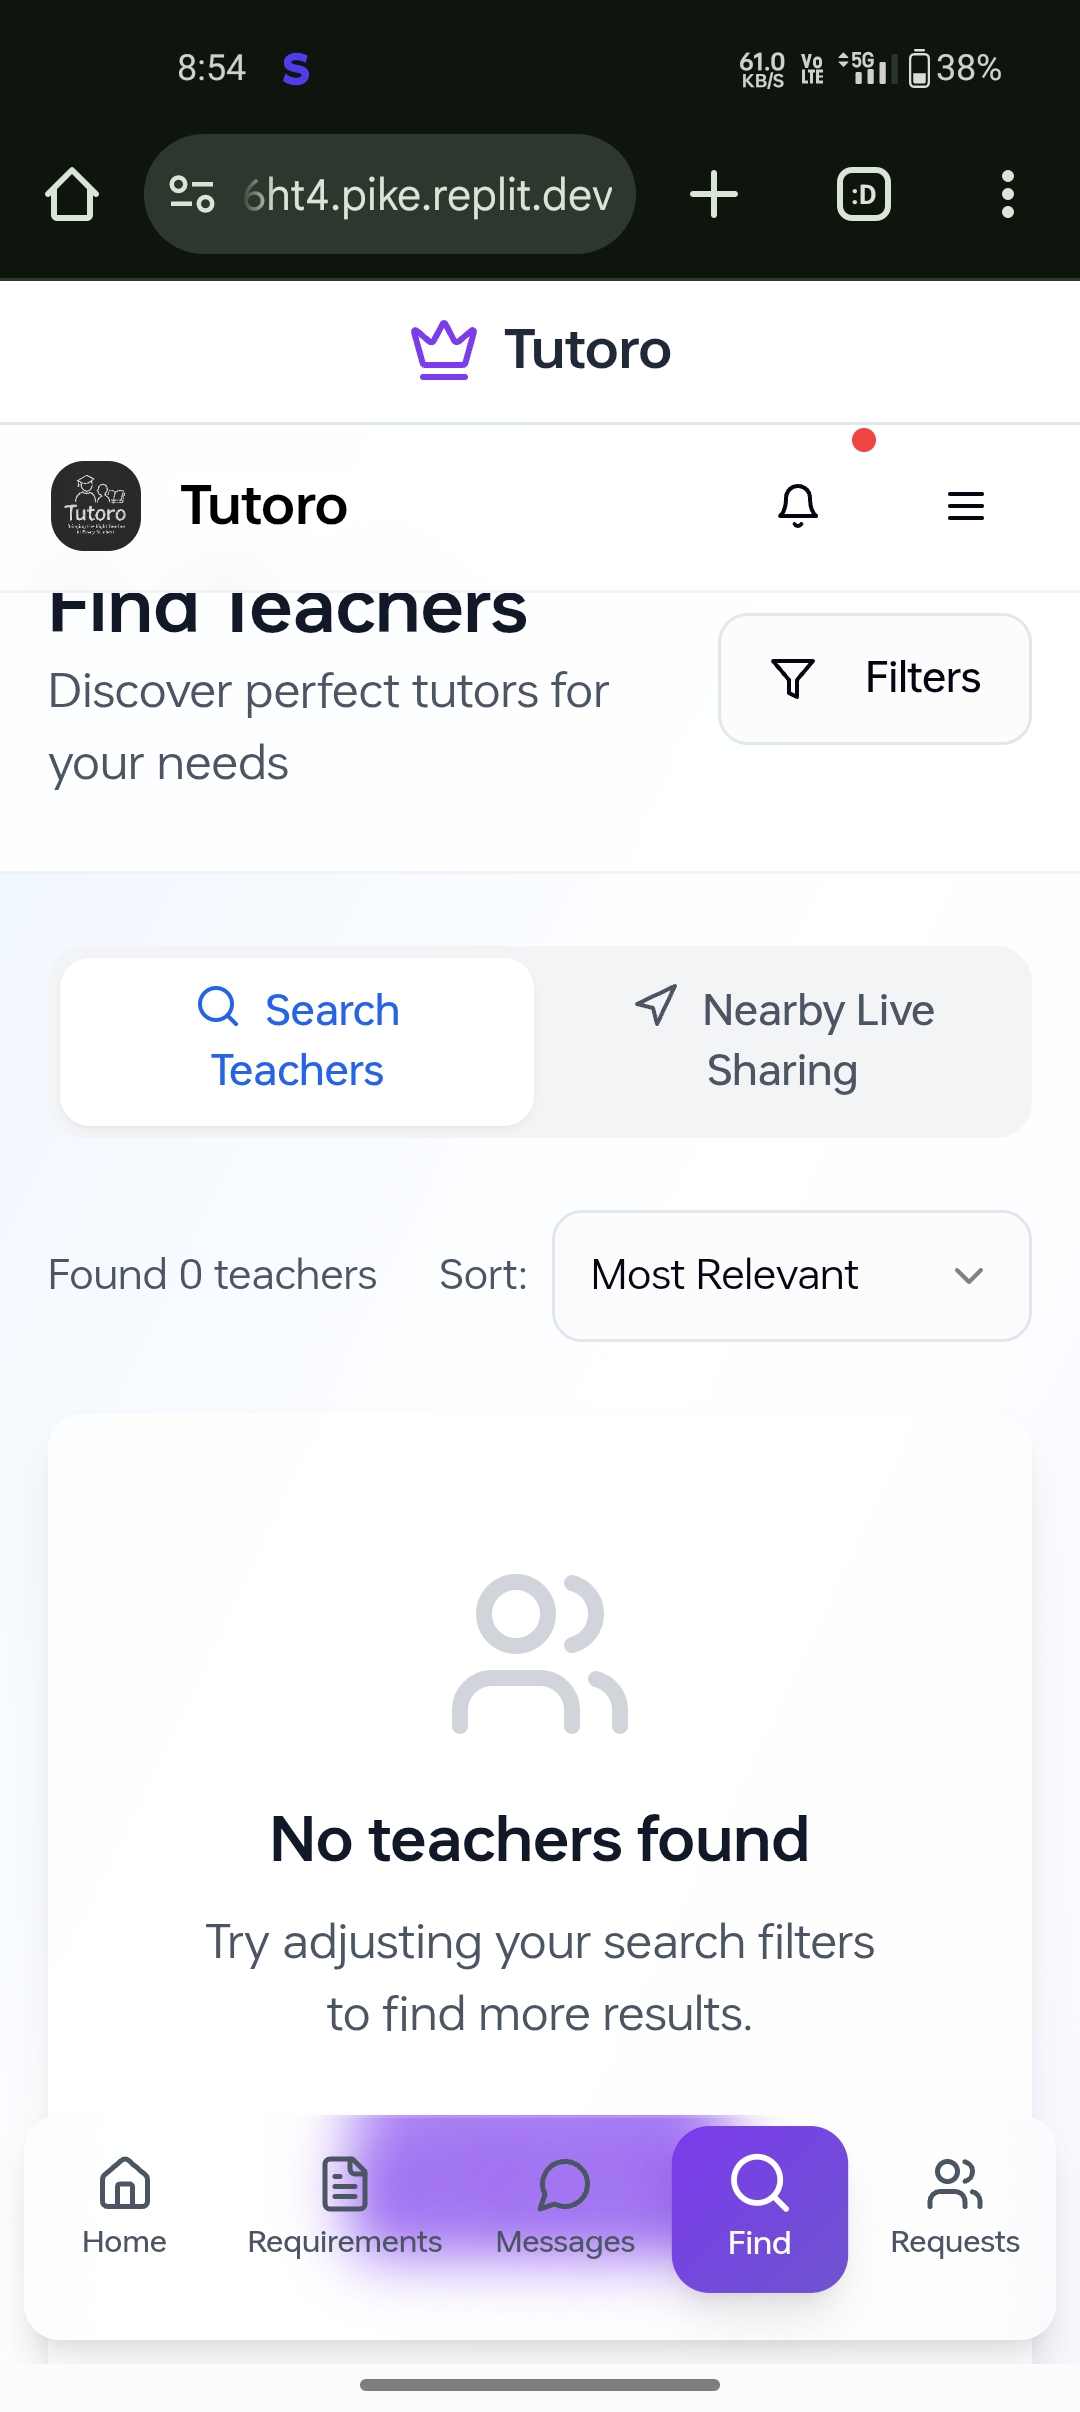 8:54 S 61.0 KB/S Vo LTE 5G 38%
6ht4.pike.replit.dev :D
Tutoro
Tutoro
Tutoro
Find Teachers
Filters
Discover perfect tutors for
your needs
Search
Teachers
Nearby Live
Sharing
Found 0 teachers Sort: Most Relevant
No teachers found
Try adjusting your search filters
to find more results.
Home Requirements Messages Find Requests